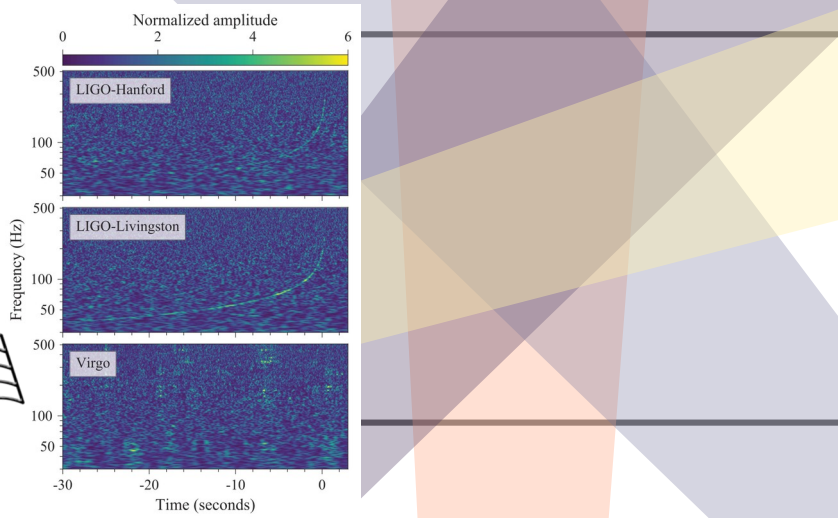 Normalized amplitude
0 2 4 6
500
LIGO-Hanford
100
50
500
LIGO-Livingston
100
50
Frequency (Hz)
500
Virgo
100
50
-30 -20 -10 0
Time (seconds)